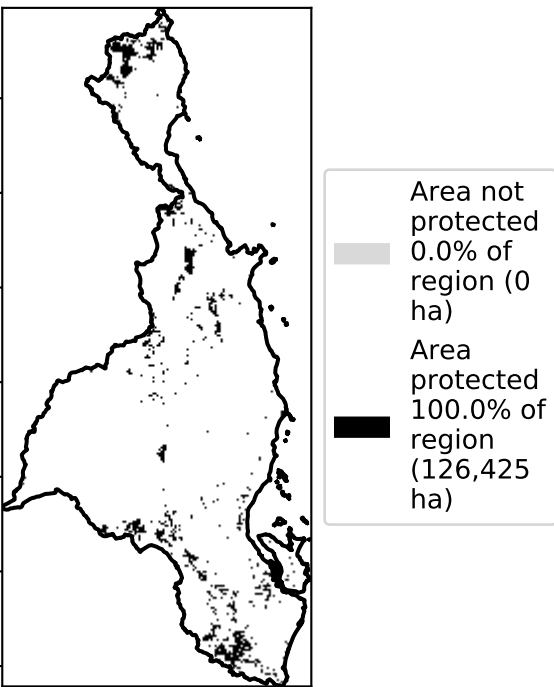 Area not
protected
0.0% of
region (0
ha)
Area
protected
100.0% of
region
(126,425
ha)